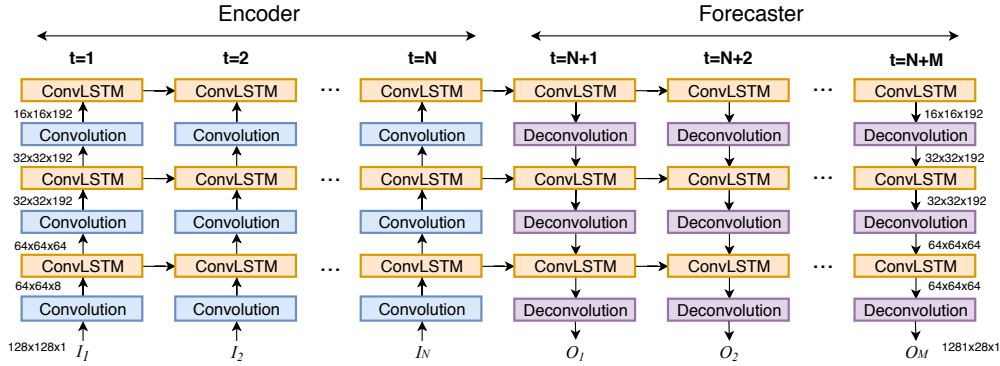 Encoder Forecaster
t=1 t=2 t=N t=N+1 t=N+2 t=N+M
ConvLSTM ConvLSTM ... ConvLSTM ConvLSTM ConvLSTM ... ConvLSTM
16x16x192 16x16x192
Convolution Convolution Convolution Deconvolution Deconvolution Deconvolution
32x32x192 32x32x192
ConvLSTM ConvLSTM ... ConvLSTM ConvLSTM ConvLSTM ... ConvLSTM
32x32x192 32x32x192
Convolution Convolution Convolution Deconvolution Deconvolution Deconvolution
64x64x64 64x64x64
ConvLSTM ConvLSTM ... ConvLSTM ConvLSTM ConvLSTM ... ConvLSTM
64x64x8 64x64x64
Convolution Convolution Convolution Deconvolution Deconvolution Deconvolution
128x128x1 I1 I2 IN O1 O2 OM 1281x28x1